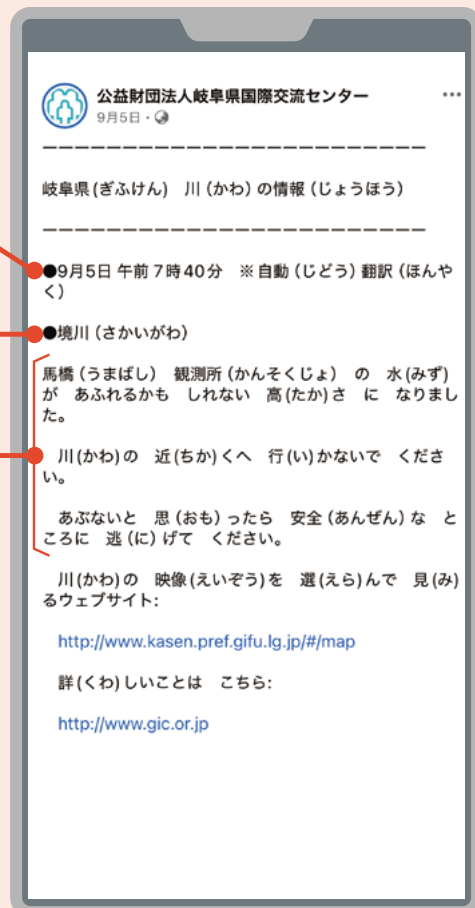 公益財団法人岐阜県国際交流センター
9月5日・
ーーーーーーーーーーーーーーーーーーーーーーーー
岐阜県(ぎふけん)　川(かわ)の情報(じょうほう)
ーーーーーーーーーーーーーーーーーーーーーーーー
●9月5日 午前7時40分　※自動(じどう)翻訳(ほんや
く)
●境川(さかいがわ)
馬橋(うまばし)　観測所(かんそくじょ)　の　水(みず)
が　あふれるかも　しれない　高(たか)さ　に　なりまし
た。
川(かわ)の　近(ちか)くへ　行(い)かないで　くださ
い。
あぶないと　思(おも)ったら　安全(あんぜん)な　と
ころに　逃(に)げて　ください。
川(かわ)の　映像(えいぞう)を　選(えら)んで　見(み)
るウェブサイト:
http://www.kasen.pref.gifu.lg.jp/#/map
詳(くわ)しいことは　こちら:
http://www.gic.or.jp